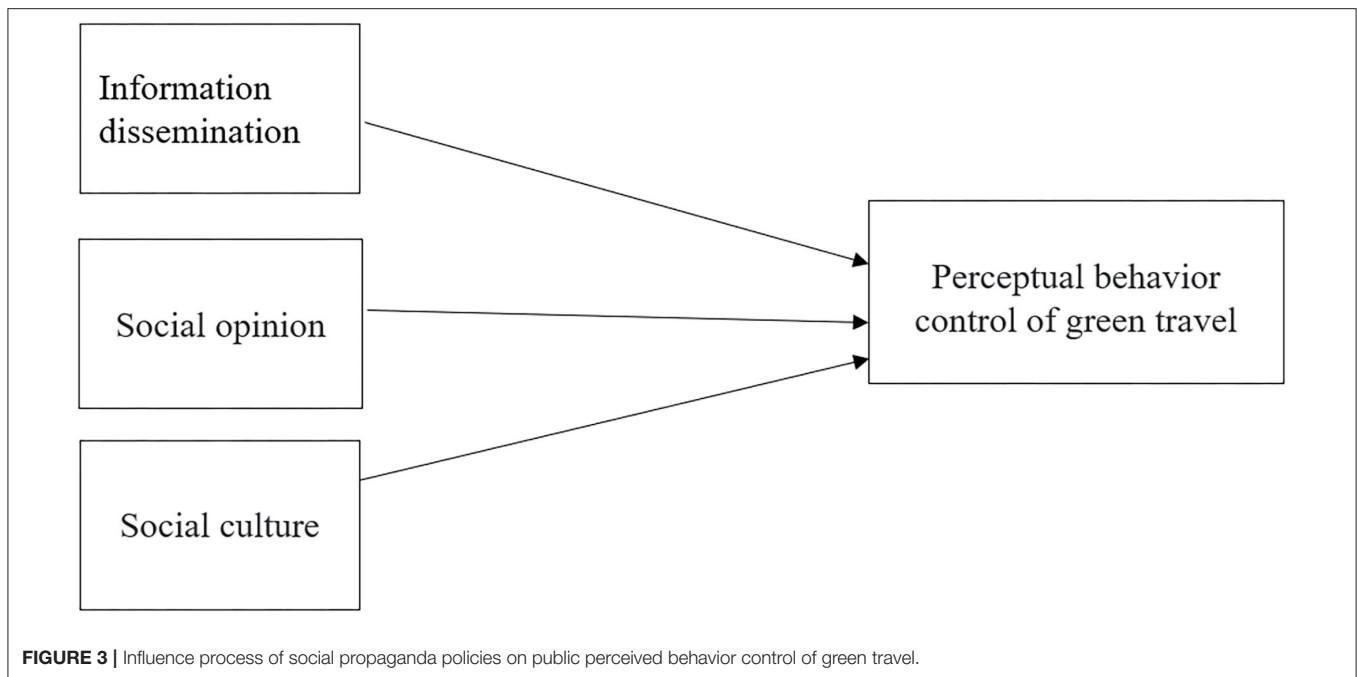 Information
dissemination
Social opinion
Perceptual behavior
control of green travel
Social culture
FIGURE 3 | Influence process of social propaganda policies on public perceived behavior control of green travel.